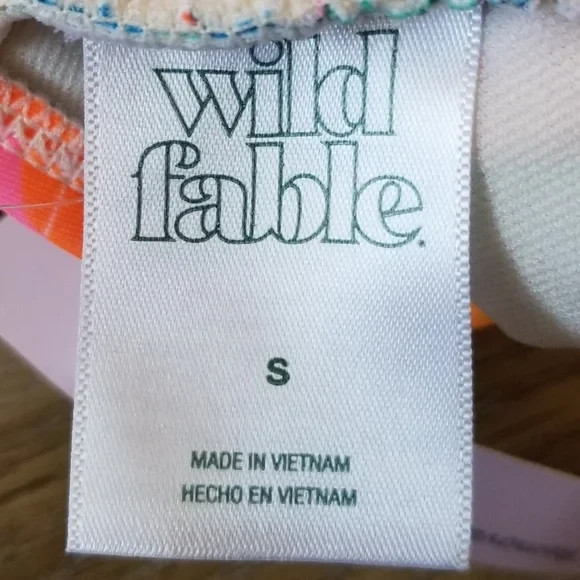 wild
fable.
S
MADE IN VIETNAM
HECHO EN VIETNAM